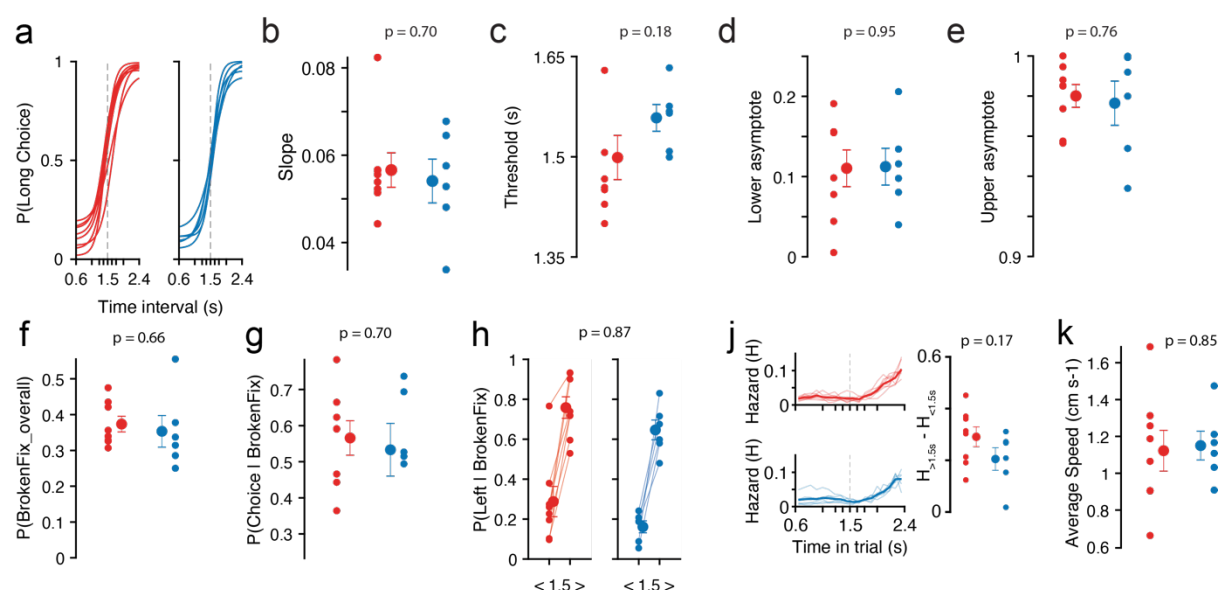 a
P(Long Choice)
1
0.5
0
0.6
1.5
2.4
0.6
1.5
2.4
Time interval (s)
b
p = 0.70
Slope
0.08
0.06
0.04
c
p = 0.18
Threshold (s)
1.65
1.5
1.35
d
p = 0.95
Lower asymptote
0.2
0.1
0
e
p = 0.76
Upper asymptote
1
0.9
f
p = 0.66
P(BrokenFix_overall)
0.5
0.4
0.3
0.2
0.1
0
g
p = 0.70
P(Choice | BrokenFix)
0.7
0.6
0.5
0.4
0.3
h
p = 0.87
P(Left | BrokenFix)
1
0.8
0.6
0.4
0.2
0
< 1.5 >
< 1.5 >
j
Hazard (H)
0.1
0
Hazard (H)
0.1
0
0.6
1.5
2.4
Time in trial (s)
p = 0.17
H>1.5s - H<1.5s
0.6
0
k
p = 0.85
Average Speed (cm s-1)
1.6
1.4
1.2
1
0.8
0.6